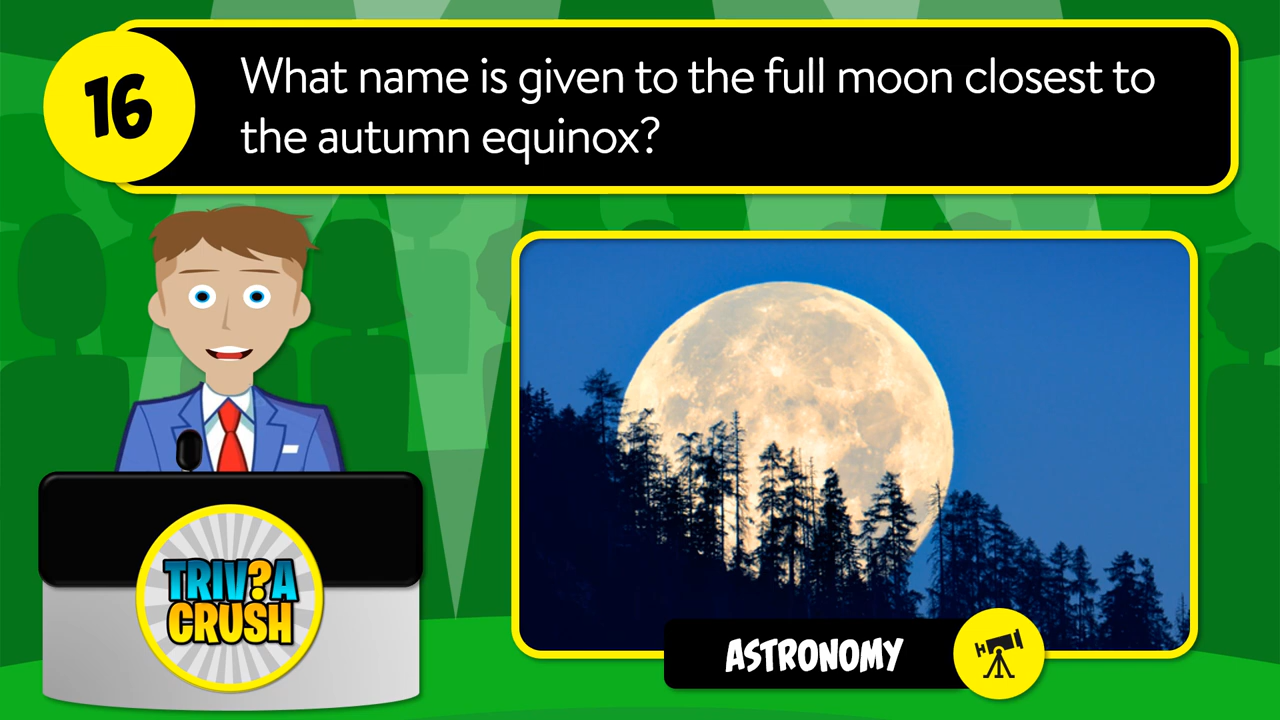 16
What name is given to the full moon closest to
the autumn equinox?
TRIV?A
CRUSH
ASTRONOMY